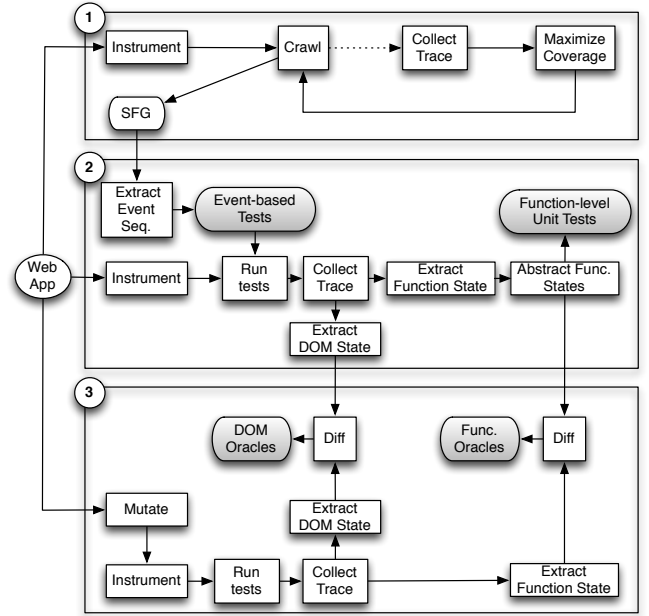 1
Instrument
Crawl
Collect
Trace
Maximize
Coverage
SFG
2
Extract
Event
Seq.
Event-based
Tests
Function-level
Unit Tests
Web
App
Instrument
Run
tests
Collect
Trace
Extract
Function State
Abstract Func.
States
Extract
DOM State
3
DOM
Oracles
Diff
Func.
Oracles
Diff
Mutate
Extract
DOM State
Instrument
Run
tests
Collect
Trace
Extract
Function State